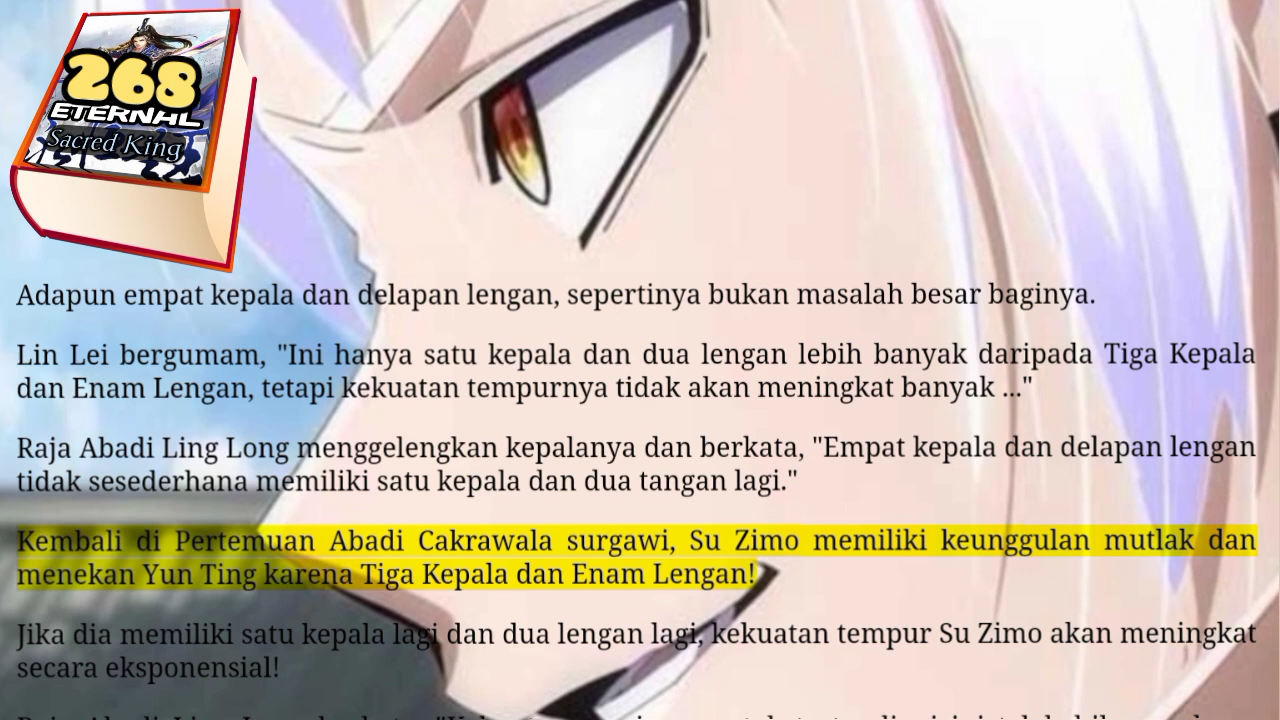 268
ETERNAL
Sacred King
Adapun empat kepala dan delapan lengan, sepertinya bukan masalah besar baginya.
Lin Lei bergumam, "Ini hanya satu kepala dan dua lengan lebih banyak daripada Tiga Kepala
dan Enam Lengan, tetapi kekuatan tempurnya tidak akan meningkat banyak ..."
Raja Abadi Ling Long menggelengkan kepalanya dan berkata, "Empat kepala dan delapan lengan
tidak sesederhana memiliki satu kepala dan dua tangan lagi."
Kembali di Pertemuan Abadi Cakrawala surgawi, Su Zimo memiliki keunggulan mutlak dan
menekan Yun Ting karena Tiga Kepala dan Enam Lengan!
Jika dia memiliki satu kepala lagi dan dua lengan lagi, kekuatan tempur Su Zimo akan meningkat
secara eksponensial!